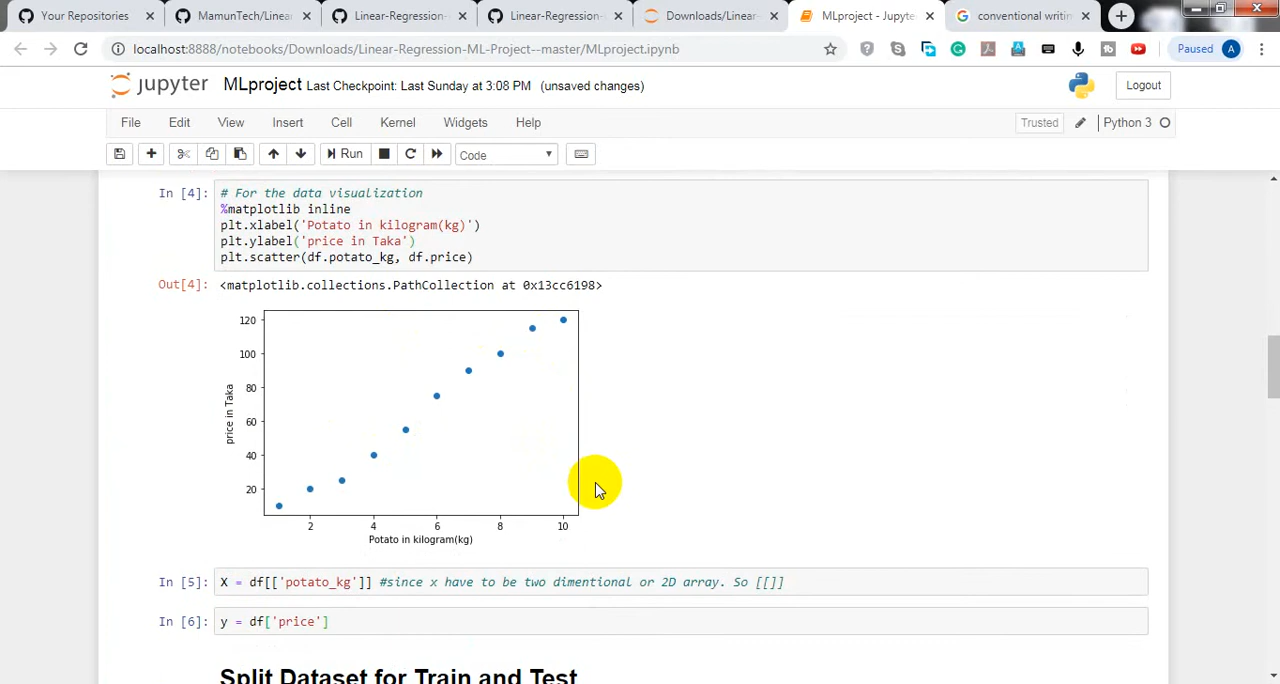 Your Repositories
MamunTech/Linear
Linear-Regression-
Linear-Regression-
Downloads/Linear-
MLproject - Jupyte
conventional writin
localhost:8888/notebooks/Downloads/Linear-Regression-ML-Project--master/MLproject.ipynb
Paused A
jupyter MLproject Last Checkpoint: Last Sunday at 3:08 PM (unsaved changes)
Logout
File Edit View Insert Cell Kernel Widgets Help
Trusted Python 3
Run Code
In [4]: # For the data visualization
%matplotlib inline
plt.xlabel('Potato in kilogram(kg)')
plt.ylabel('price in Taka')
plt.scatter(df.potato_kg, df.price)
Out[4]: <matplotlib.collections.PathCollection at 0x13cc6198>
120
100
80
60
40
20
price in Taka
2 4 6 8 10
Potato in kilogram(kg)
In [5]: X = df[['potato_kg']] #since x have to be two dimentional or 2D array. So [[]]
In [6]: y = df['price']
Split Dataset for Train and Test